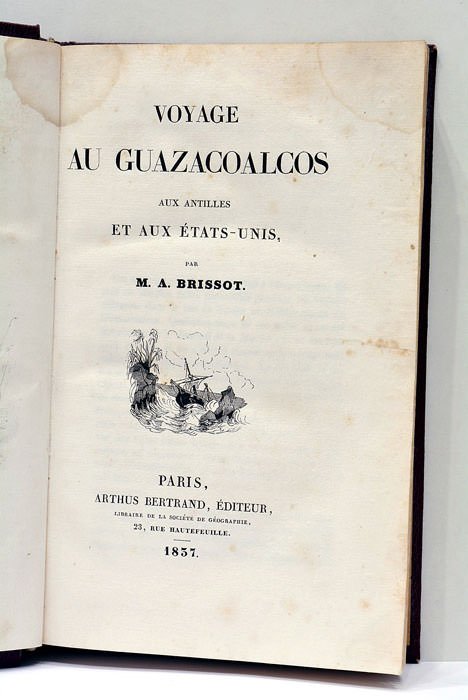 VOYAGE
AU GUAZACOALCOS
AUX ANTILLES
ET AUX ÉTATS-UNIS,
PAR
M. A. BRISSOT.
PARIS,
ARTHUS BERTRAND, ÉDITEUR,
LIBRAIRE DE LA SOCIÉTÉ DE GÉOGRAPHIE,
23, RUE HAUTEFEUILLE.
1837.